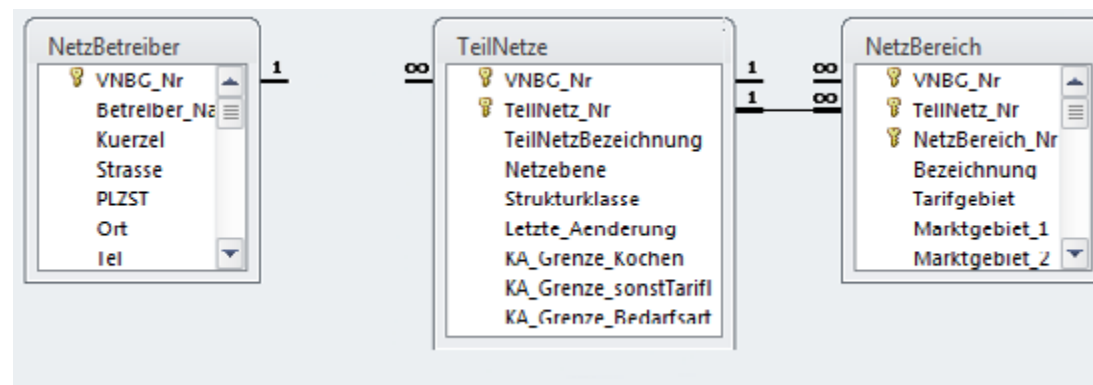 NetzBetreiber
VNBG_Nr
Betreiber_Na
Kuerzel
Strasse
PLZST
Ort
Tel
1
∞
TeilNetze
VNBG_Nr
TeilNetz_Nr
TeilNetzBezeichnung
Netzebene
Strukturklasse
Letzte_Aenderung
KA_Grenze_Kochen
KA_Grenze_sonstTarifl
KA_Grenze_Bedarfsart
1 ∞
1 ∞
NetzBereich
VNBG_Nr
TeilNetz_Nr
NetzBereich_Nr
Bezeichnung
Tarifgebiet
Marktgebiet_1
Marktgebiet_2